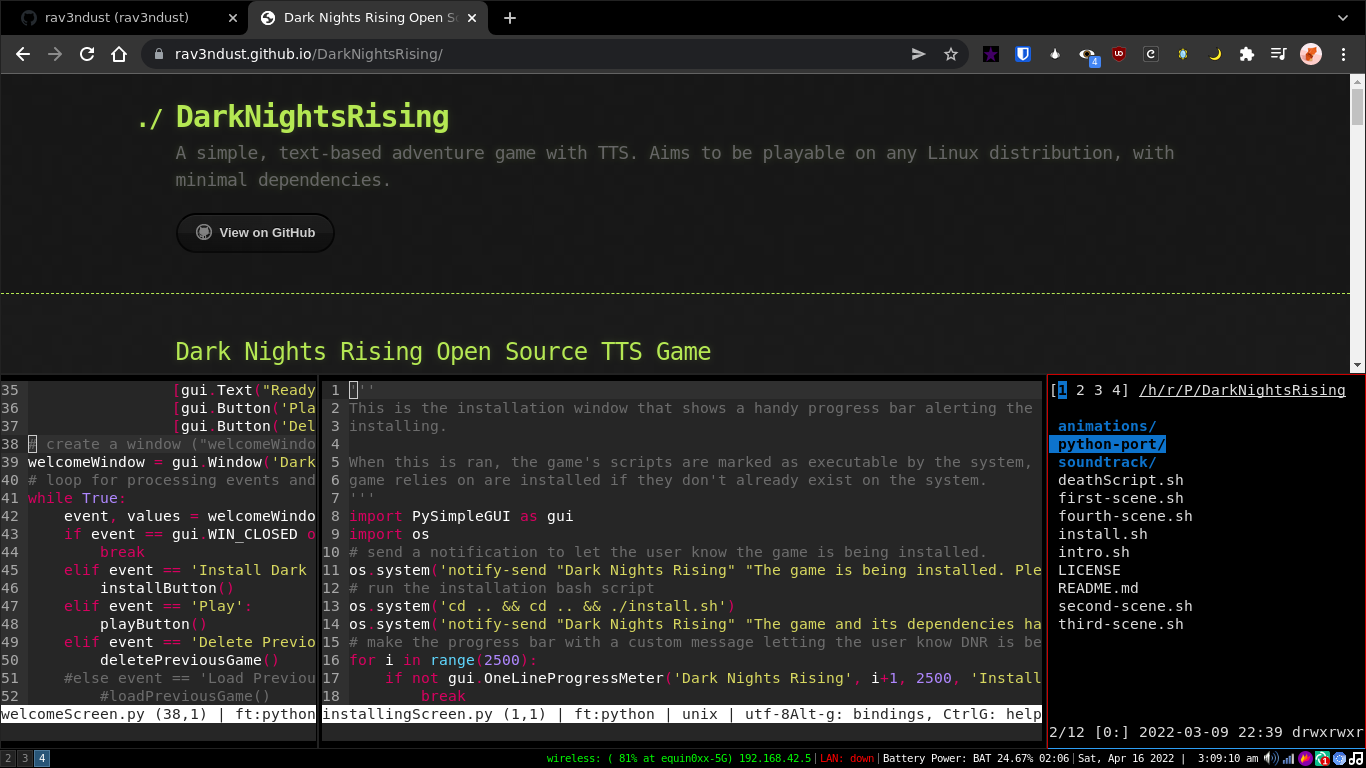 rav3ndust (rav3ndust)
Dark Nights Rising Open S
rav3ndust.github.io/DarkNightsRising/
4
./ DarkNightsRising
A simple, text-based adventure game with TTS. Aims to be playable on any Linux distribution, with
minimal dependencies.
View on GitHub
Dark Nights Rising Open Source TTS Game
35 [gui.Text("Ready
36 [gui.Button('Pla
37 [gui.Button('Del
38 # create a window ("welcomeWindo
39 welcomeWindow = gui.Window('Dark
40 # loop for processing events and
41 while True:
42 event, values = welcomeWindo
43 if event == gui.WIN_CLOSED o
44 break
45 elif event == 'Install Dark
46 installButton()
47 elif event == 'Play':
48 playButton()
49 elif event == 'Delete Previo
50 deletePreviousGame()
51 #else event == 'Load Previou
52 #loadPreviousGame()
welcomeScreen.py (38,1) | ft:python
1 '''
2 This is the installation window that shows a handy progress bar alerting the
3 installing.
4
5 When this is ran, the game's scripts are marked as executable by the system,
6 game relies on are installed if they don't already exist on the system.
7 '''
8 import PySimpleGUI as gui
9 import os
10 # send a notification to let the user know the game is being installed.
11 os.system('notify-send "Dark Nights Rising" "The game is being installed. Ple
12 # run the installation bash script
13 os.system('cd .. && cd .. && ./install.sh')
14 os.system('notify-send "Dark Nights Rising" "The game and its dependencies ha
15 # make the progress bar with a custom message letting the user know DNR is be
16 for i in range(2500):
17 if not gui.OneLineProgressMeter('Dark Nights Rising', i+1, 2500, 'Install
18 break
installingScreen.py (1,1) | ft:python | unix | utf-8Alt-g: bindings, CtrlG: help
[1 2 3 4] /h/r/P/DarkNightsRising
animations/
python-port/
soundtrack/
deathScript.sh
first-scene.sh
fourth-scene.sh
install.sh
intro.sh
LICENSE
README.md
second-scene.sh
third-scene.sh
2/12 [0:] 2022-03-09 22:39 drwxrwxr
2 3 4
wireless: ( 81% at equin0xx-5G) 192.168.42.5|LAN: down|Battery Power: BAT 24.67% 02:06|Sat, Apr 16 2022 | 3:09:10 am